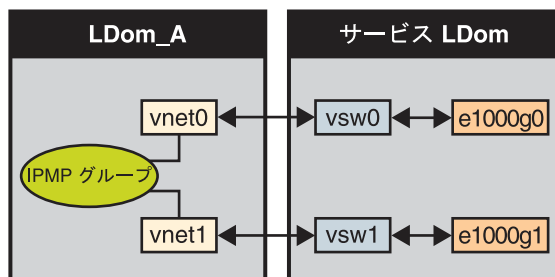 LDom_A
サービス LDom
vnet0
vsw0
e1000g0
IPMP グループ
vnet1
vsw1
e1000g1